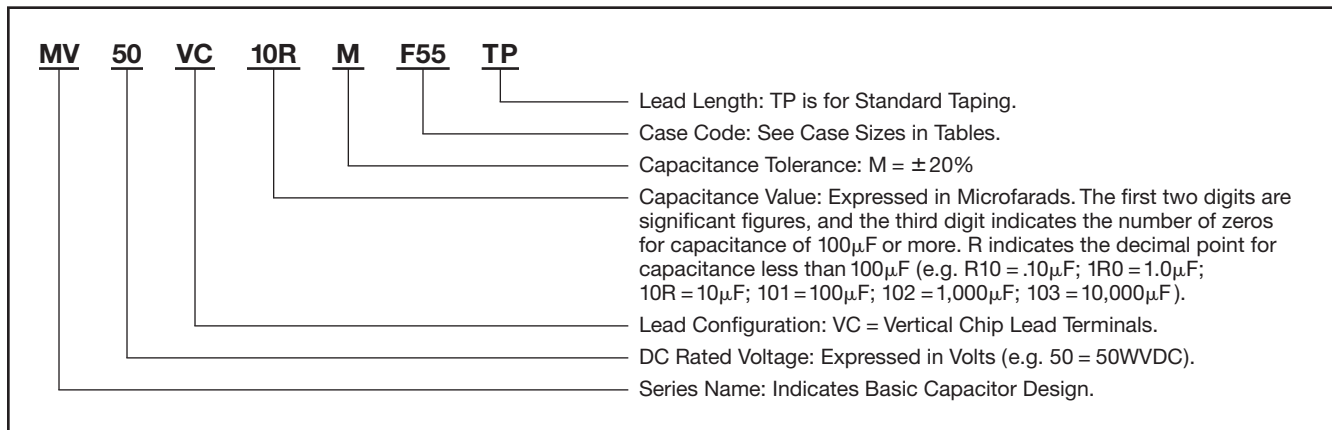 MV 50 VC 10R M F55 TP
Lead Length: TP is for Standard Taping.
Case Code: See Case Sizes in Tables.
Capacitance Tolerance: M = ±20%
Capacitance Value: Expressed in Microfarads. The first two digits are
significant figures, and the third digit indicates the number of zeros
for capacitance of 100μF or more. R indicates the decimal point for
capacitance less than 100μF (e.g. R10 = .10μF; 1R0 = 1.0μF;
10R = 10μF; 101 = 100μF; 102 = 1,000μF; 103 = 10,000μF).
Lead Configuration: VC = Vertical Chip Lead Terminals.
DC Rated Voltage: Expressed in Volts (e.g. 50 = 50WVDC).
Series Name: Indicates Basic Capacitor Design.